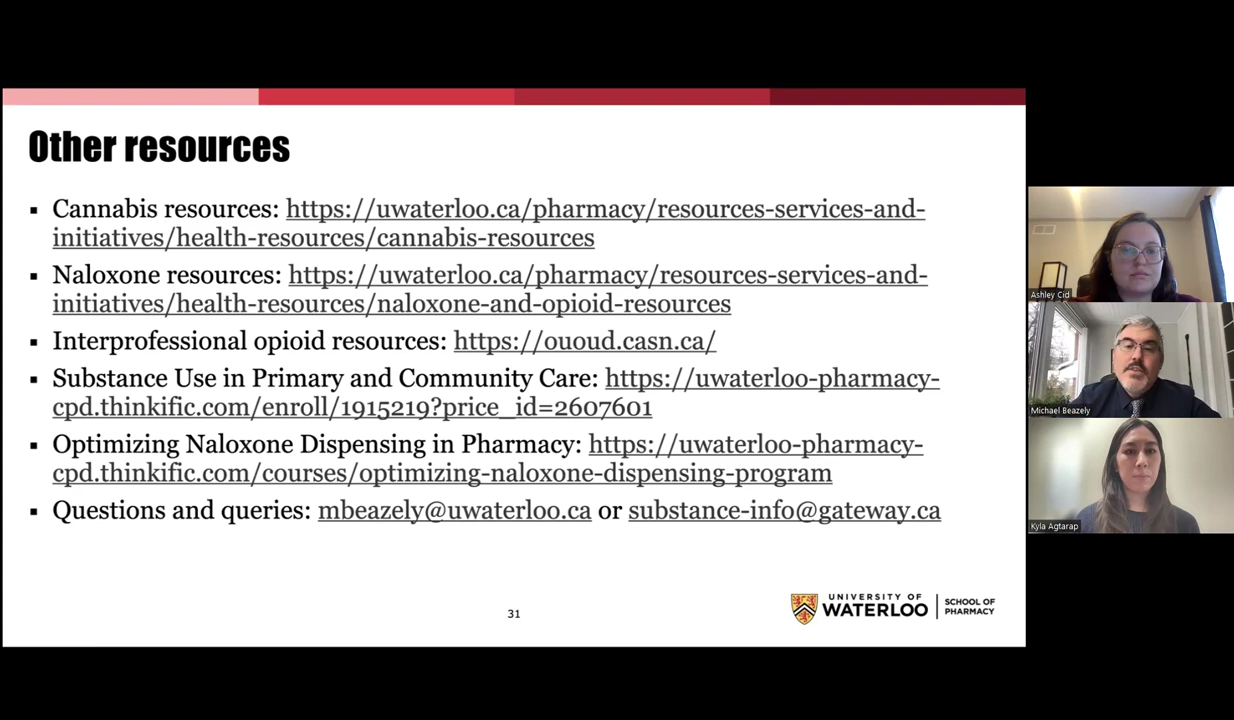 Other resources
▪ Cannabis resources: https://uwaterloo.ca/pharmacy/resources-services-and-
initiatives/health-resources/cannabis-resources
▪ Naloxone resources: https://uwaterloo.ca/pharmacy/resources-services-and-
initiatives/health-resources/naloxone-and-opioid-resources
▪ Interprofessional opioid resources: https://ououd.casn.ca/
▪ Substance Use in Primary and Community Care: https://uwaterloo-pharmacy-
cpd.thinkific.com/enroll/1915219?price_id=2607601
▪ Optimizing Naloxone Dispensing in Pharmacy: https://uwaterloo-pharmacy-
cpd.thinkific.com/courses/optimizing-naloxone-dispensing-program
▪ Questions and queries: mbeazely@uwaterloo.ca or substance-info@gateway.ca
31
UNIVERSITY OF
WATERLOO
SCHOOL OF
PHARMACY
Ashley Cid
Michael Beazely
Kyla Agtarap